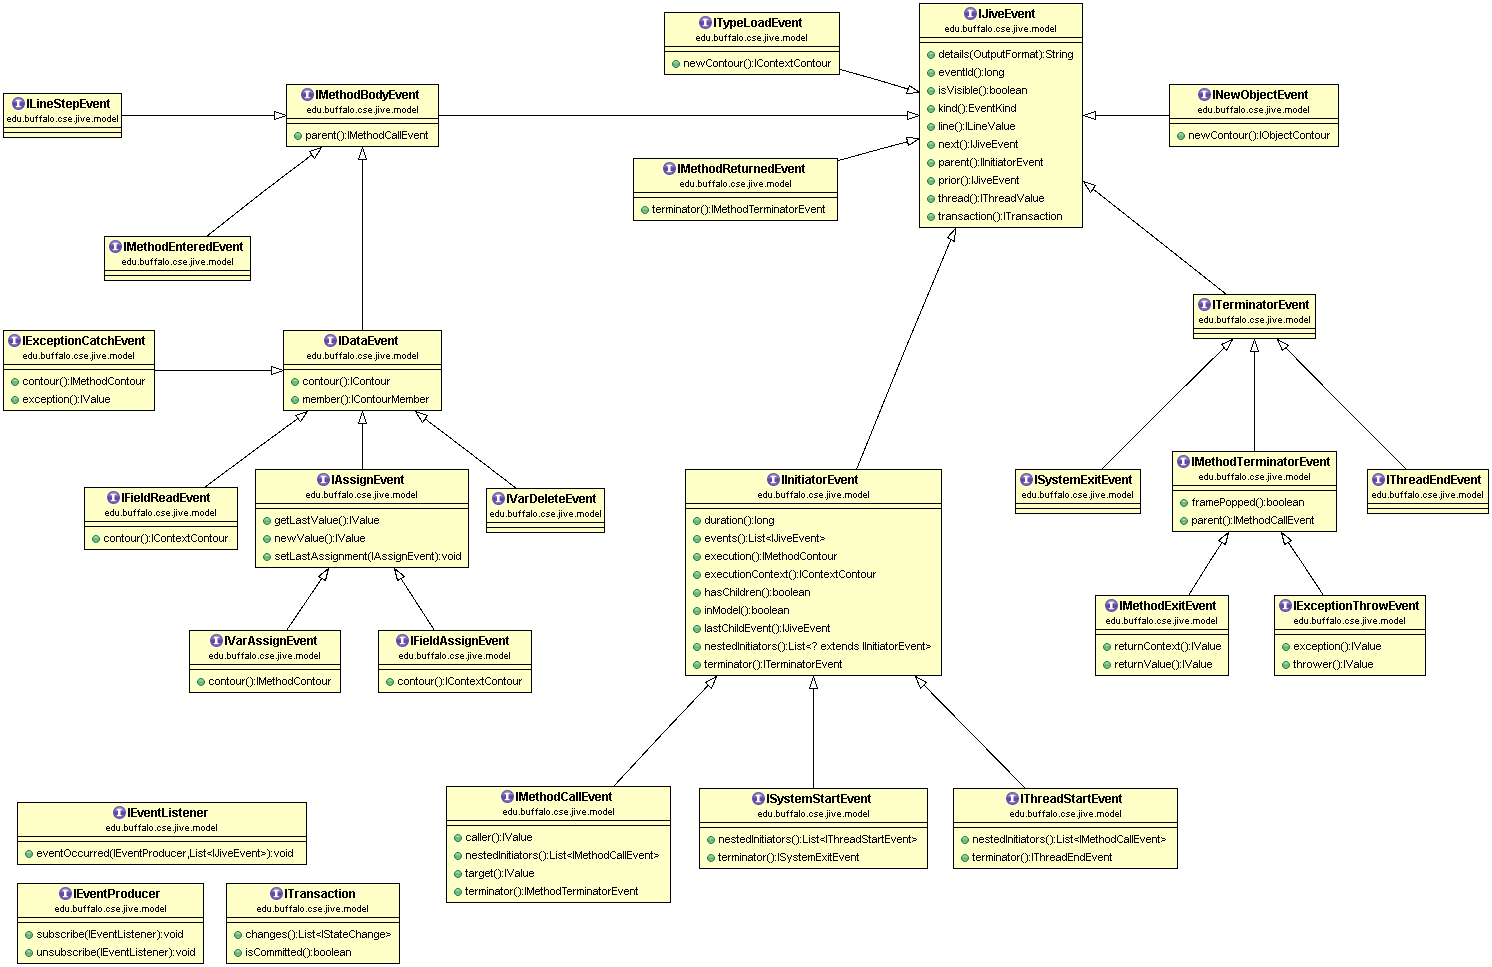 ITypeLoadEvent
edu.buffalo.cse.jive.model
newContour():IContextContour
IJiveEvent
edu.buffalo.cse.jive.model
details(OutputFormat):String
eventId():long
isVisible():boolean
kind():EventKind
line():ILineValue
next():IJiveEvent
parent():IInitiatorEvent
prior():IJiveEvent
thread():IThreadValue
transaction():ITransaction
ILineStepEvent
edu.buffalo.cse.jive.model
IMethodBodyEvent
edu.buffalo.cse.jive.model
parent():IMethodCallEvent
INewObjectEvent
edu.buffalo.cse.jive.model
newContour():IObjectContour
IMethodReturnedEvent
edu.buffalo.cse.jive.model
terminator():IMethodTerminatorEvent
IMethodEnteredEvent
edu.buffalo.cse.jive.model
ITerminatorEvent
edu.buffalo.cse.jive.model
IExceptionCatchEvent
edu.buffalo.cse.jive.model
contour():IMethodContour
exception():IValue
IDataEvent
edu.buffalo.cse.jive.model
contour():IContour
member():IContourMember
IFieldReadEvent
edu.buffalo.cse.jive.model
contour():IContextContour
IAssignEvent
edu.buffalo.cse.jive.model
getLastValue():IValue
newValue():IValue
setLastAssignment(IAssignEvent):void
IVarDeleteEvent
edu.buffalo.cse.jive.model
IInitiatorEvent
edu.buffalo.cse.jive.model
duration():long
events():List<IJiveEvent>
execution():IMethodContour
executionContext():IContextContour
hasChildren():boolean
inModel():boolean
lastChildEvent():IJiveEvent
nestedInitiators():List<? extends IInitiatorEvent>
terminator():ITerminatorEvent
ISystemExitEvent
edu.buffalo.cse.jive.model
IMethodTerminatorEvent
edu.buffalo.cse.jive.model
framePopped():boolean
parent():IMethodCallEvent
IThreadEndEvent
edu.buffalo.cse.jive.model
IMethodExitEvent
edu.buffalo.cse.jive.model
returnContext():IValue
returnValue():IValue
IExceptionThrowEvent
edu.buffalo.cse.jive.model
exception():IValue
thrower():IValue
IVarAssignEvent
edu.buffalo.cse.jive.model
contour():IMethodContour
IFieldAssignEvent
edu.buffalo.cse.jive.model
contour():IContextContour
IMethodCallEvent
edu.buffalo.cse.jive.model
caller():IValue
nestedInitiators():List<IMethodCallEvent>
target():IValue
terminator():IMethodTerminatorEvent
ISystemStartEvent
edu.buffalo.cse.jive.model
nestedInitiators():List<IThreadStartEvent>
terminator():ISystemExitEvent
IThreadStartEvent
edu.buffalo.cse.jive.model
nestedInitiators():List<IMethodCallEvent>
terminator():IThreadEndEvent
IEventListener
edu.buffalo.cse.jive.model
eventOccurred(IEventProducer,List<IJiveEvent>):void
IEventProducer
edu.buffalo.cse.jive.model
subscribe(IEventListener):void
unsubscribe(IEventListener):void
ITransaction
edu.buffalo.cse.jive.model
changes():List<IStateChange>
isCommitted():boolean